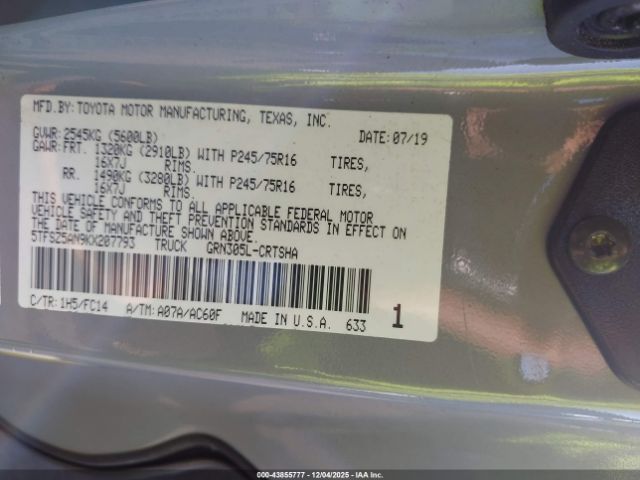 MFD.BY: TOYOTA MOTOR MANUFACTURING, TEXAS, INC.
GVWR: 2545KG (5600LB) DATE: 07/19
GAWR: FRT. 1320KG (2910LB) WITH P245/75R16 TIRES,
16X7J RIMS.
RR. 1490KG (3280LB) WITH P245/75R16 TIRES,
16X7J RIMS.
THIS VEHICLE CONFORMS TO ALL APPLICABLE FEDERAL MOTOR
VEHICLE SAFETY AND THEFT PREVENTION STANDARDS IN EFFECT ON
THE DATE OF MANUFACTURE SHOWN ABOVE.
5TFSZ5AN9KX207793 TRUCK GRN305L-CRTSHA
C/TR: 1H5/FC14 A/TM: A07A/AC60F MADE IN U.S.A. 633 1
000-43855777 - 12/04/2025 - IAA Inc.